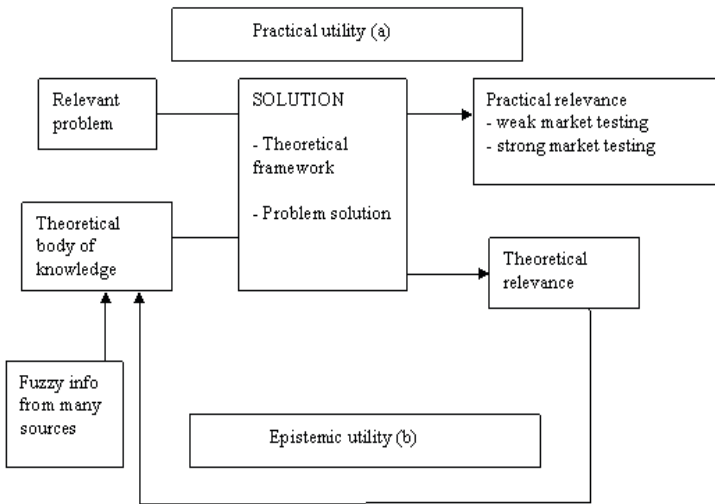 Practical utility (a)
Relevant
problem
SOLUTION
- Theoretical
framework
- Problem solution
Practical relevance
- weak market testing
- strong market testing
Theoretical
body of
knowledge
Theoretical
relevance
Fuzzy info
from many
sources
Epistemic utility (b)